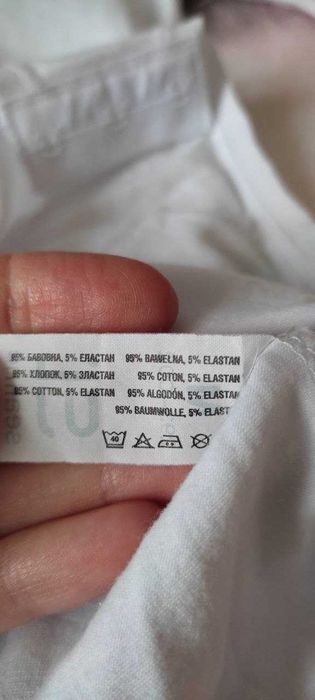 95% БАВОВНА, 5% ЕЛАСТАН 95% BAWEŁNA, 5% ELASTAN
95% ХЛОПОК, 5% ЭЛАСТАН 95% COTON, 5% ELASTAN
95% COTTON, 5% ELASTAN 95% ALGODÓN, 5% ELASTAN
95% BAUMWOLLE, 5% ELAST
40